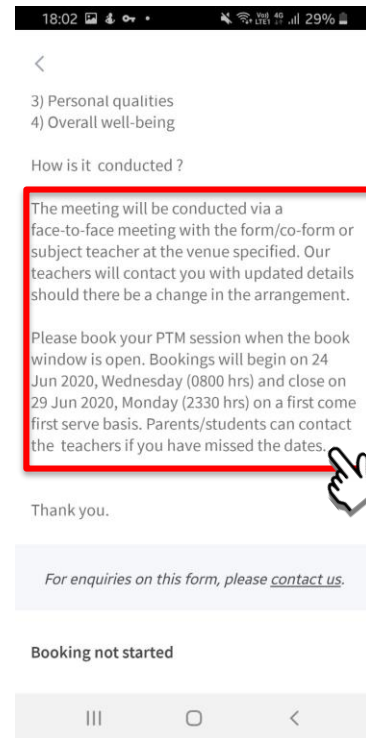 18:02 29%
3) Personal qualities
4) Overall well-being
How is it conducted ?
The meeting will be conducted via a
face-to-face meeting with the form/co-form or
subject teacher at the venue specified. Our
teachers will contact you with updated details
should there be a change in the arrangement.
Please book your PTM session when the book
window is open. Bookings will begin on 24
Jun 2020, Wednesday (0800 hrs) and close on
29 Jun 2020, Monday (2330 hrs) on a first come
first serve basis. Parents/students can contact
the teachers if you have missed the dates.
Thank you.
For enquiries on this form, please contact us.
Booking not started